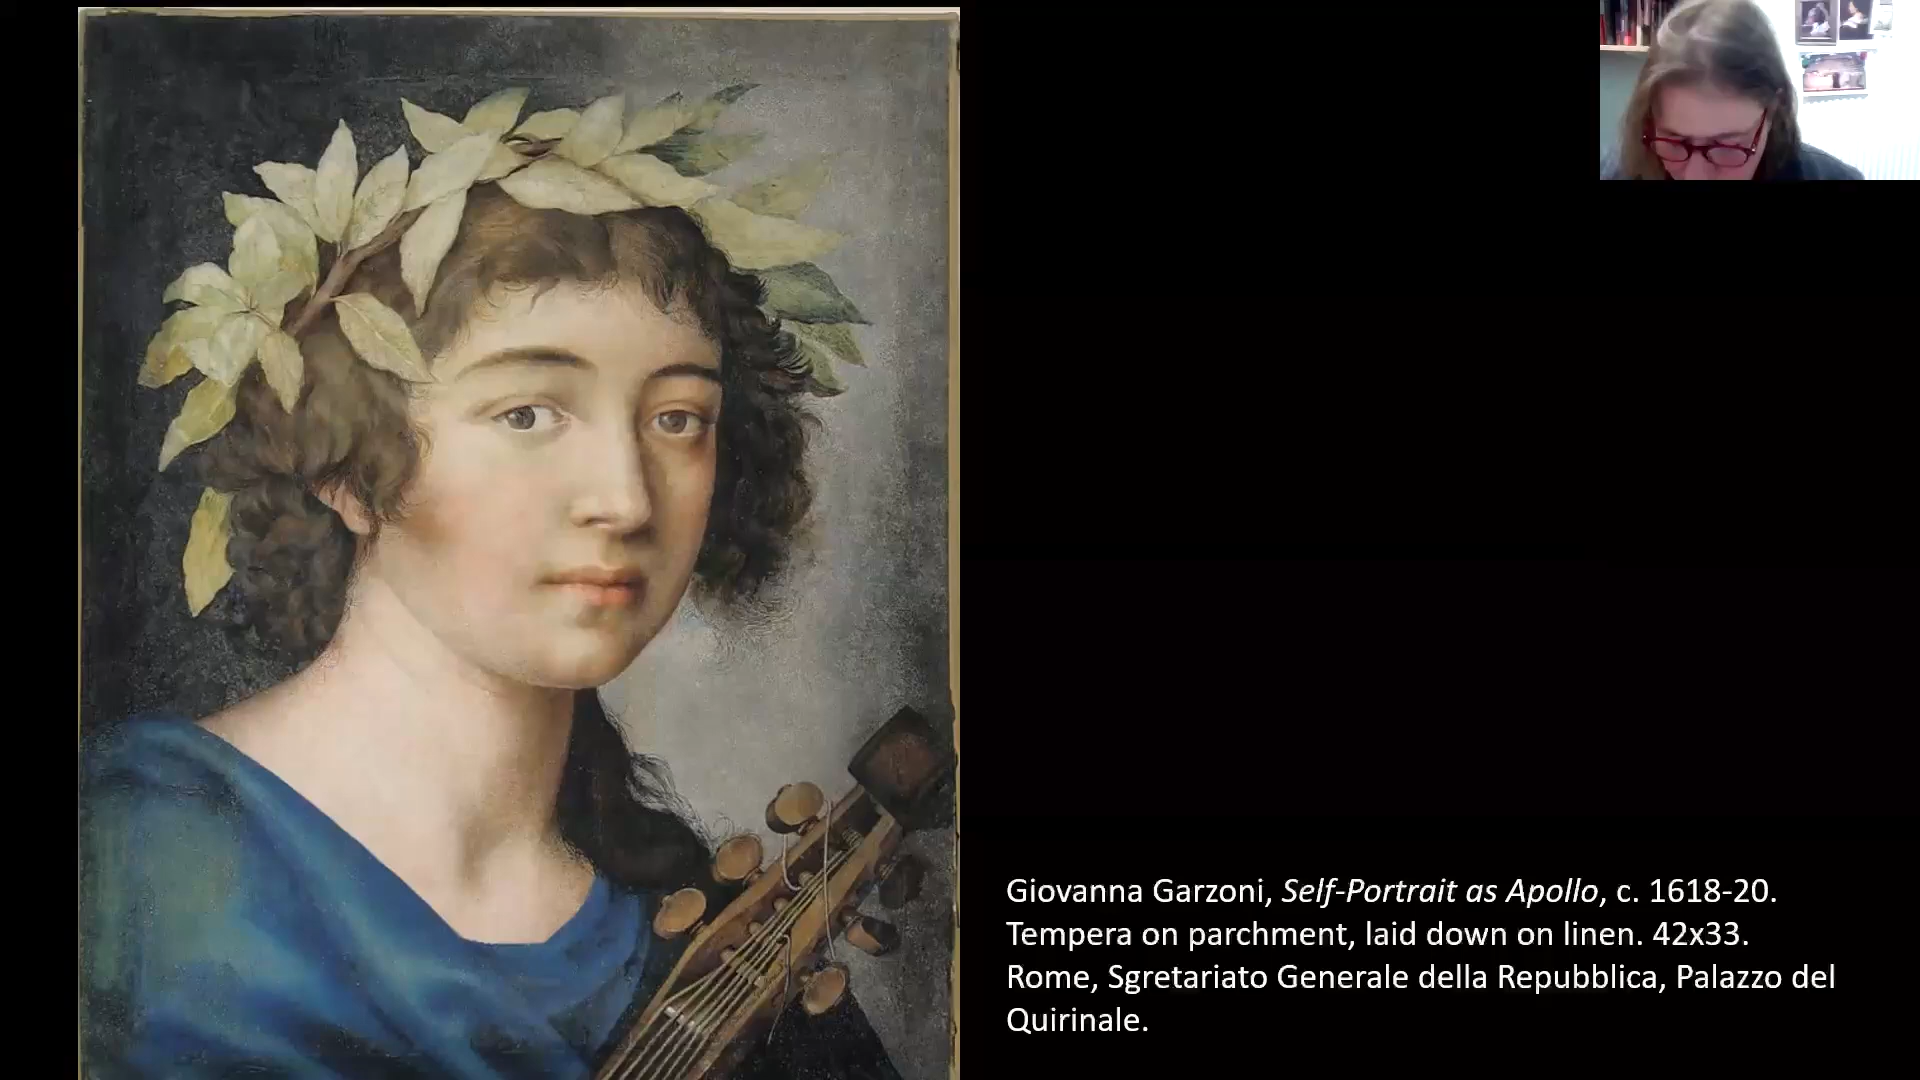 Giovanna Garzoni, Self-Portrait as Apollo, c. 1618-20.
Tempera on parchment, laid down on linen. 42x33.
Rome, Sgretariato Generale della Repubblica, Palazzo del
Quirinale.